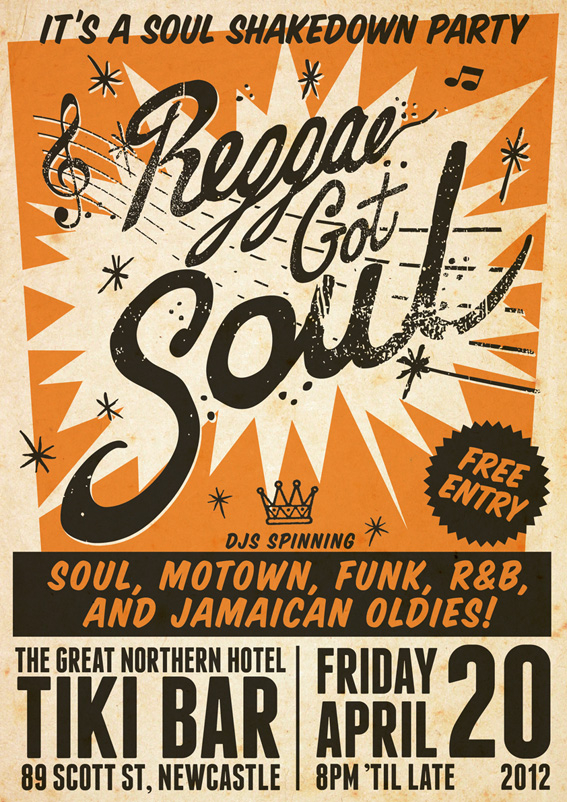 IT'S A SOUL SHAKEDOWN PARTY
Reggae
Got
Soul
FREE
ENTRY
DJS SPINNING
SOUL, MOTOWN, FUNK, R&B,
AND JAMAICAN OLDIES!
THE GREAT NORTHERN HOTEL
TIKI BAR
89 SCOTT ST, NEWCASTLE
FRIDAY
APRIL 20
8PM 'TIL LATE 2012